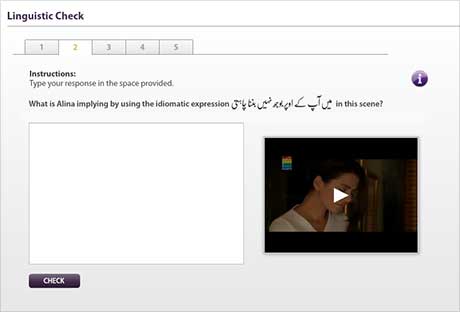 Linguistic Check
1 2 3 4 5
Instructions:
Type your response in the space provided.
What is Alina implying by using the idiomatic expression میں آپ کے اوپر بوجھ نہیں بننا چاہتی in this scene?
CHECK